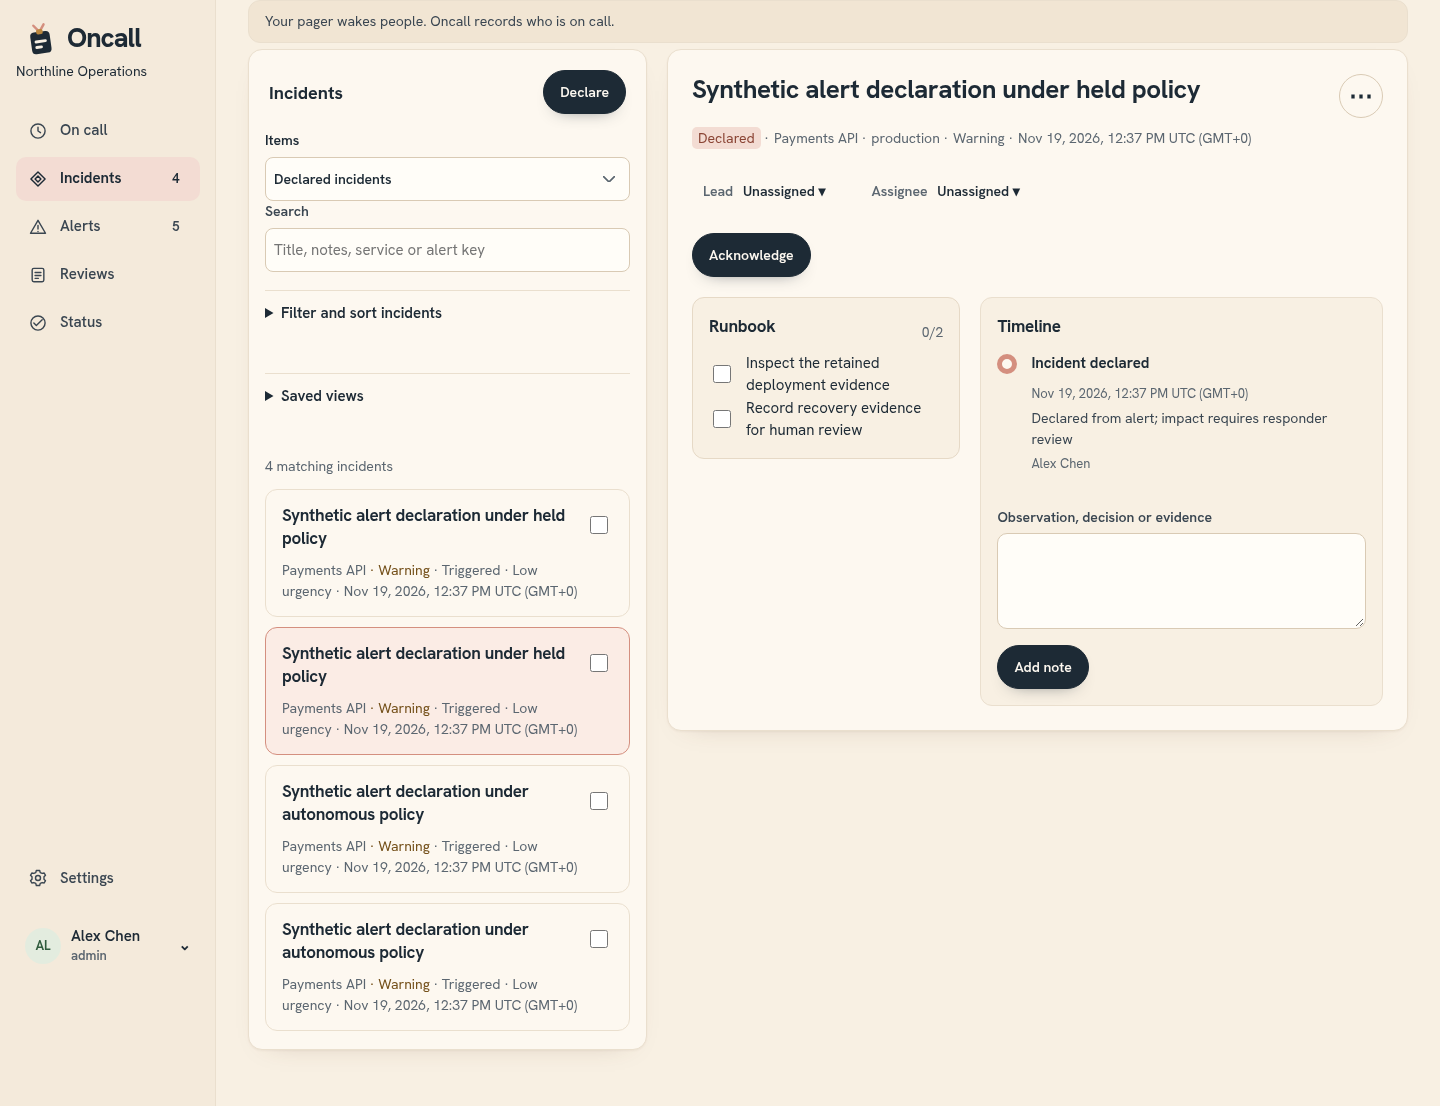 Oncall
Northline Operations
On call
Incidents 4
Alerts 5
Reviews
Status
Settings
AL
Alex Chen
admin
Your pager wakes people. Oncall records who is on call.
Incidents
Declare
Items
Declared incidents
Search
Title, notes, service or alert key
Filter and sort incidents
Saved views
4 matching incidents
Synthetic alert declaration under held
policy
Payments API · Warning · Triggered · Low
urgency · Nov 19, 2026, 12:37 PM UTC (GMT+0)
Synthetic alert declaration under held
policy
Payments API · Warning · Triggered · Low
urgency · Nov 19, 2026, 12:37 PM UTC (GMT+0)
Synthetic alert declaration under
autonomous policy
Payments API · Warning · Triggered · Low
urgency · Nov 19, 2026, 12:37 PM UTC (GMT+0)
Synthetic alert declaration under
autonomous policy
Payments API · Warning · Triggered · Low
urgency · Nov 19, 2026, 12:37 PM UTC (GMT+0)
Synthetic alert declaration under held policy
Declared · Payments API · production · Warning · Nov 19, 2026, 12:37 PM UTC (GMT+0)
Lead Unassigned ▾ Assignee Unassigned ▾
Acknowledge
Runbook
0/2
Inspect the retained
deployment evidence
Record recovery evidence
for human review
Timeline
Incident declared
Nov 19, 2026, 12:37 PM UTC (GMT+0)
Declared from alert; impact requires responder
review
Alex Chen
Observation, decision or evidence
Add note